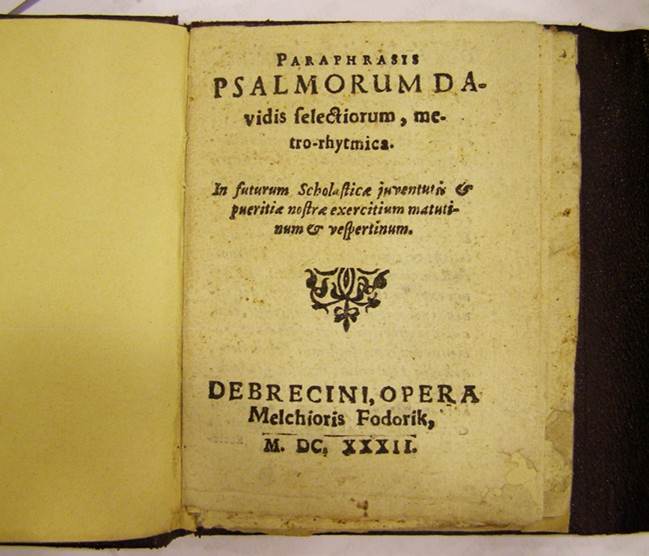 PARAPHRASIS
PSALMORUM DA-
vidis ſelectiorum, me-
tro-rhytmica.
In futurum Scholaſticæ juventutis &
pueritiæ noſtræ exercitium matuti-
num & veſpertinum.
DEBRECINI, OPERA
Melchioris Fodorik,
M. DC. XXXII.